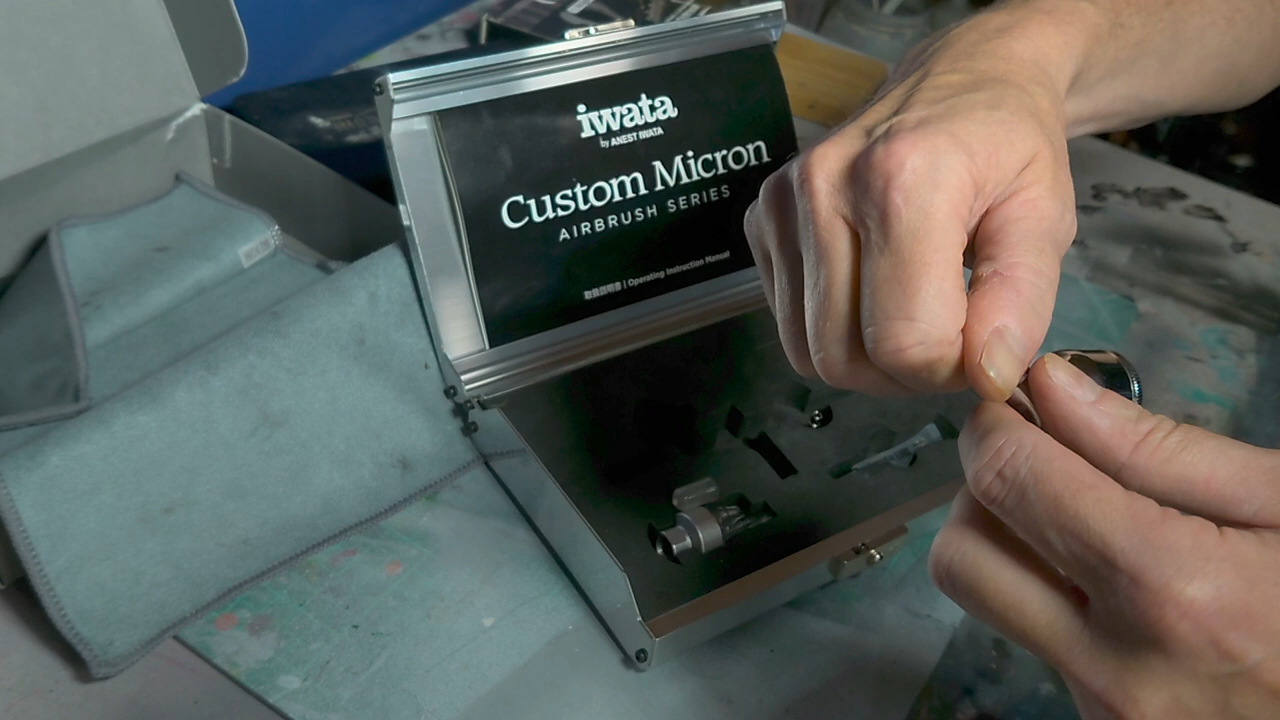 iwata
by ANEST IWATA
Custom Micron
AIRBRUSH SERIES
取扱説明書 | Operating Instruction Manual